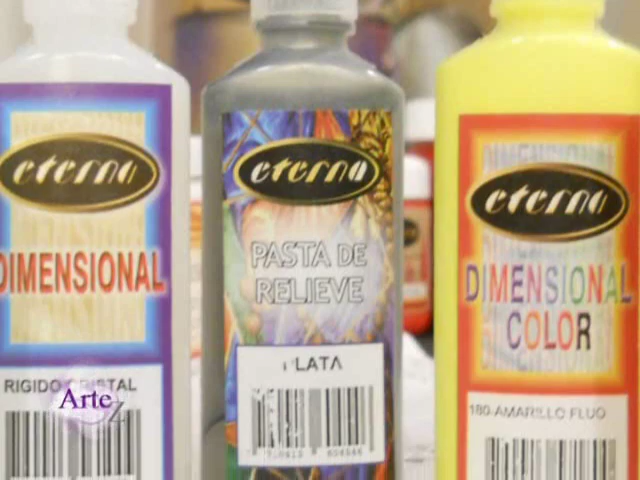 eterna
DIMENSIONAL
RIGIDO CRISTAL
Arte Z
eterna
PASTA DE
RELIEVE
PLATA
eterna
DIMENSIONAL
COLOR
180-AMARILLO FLUO